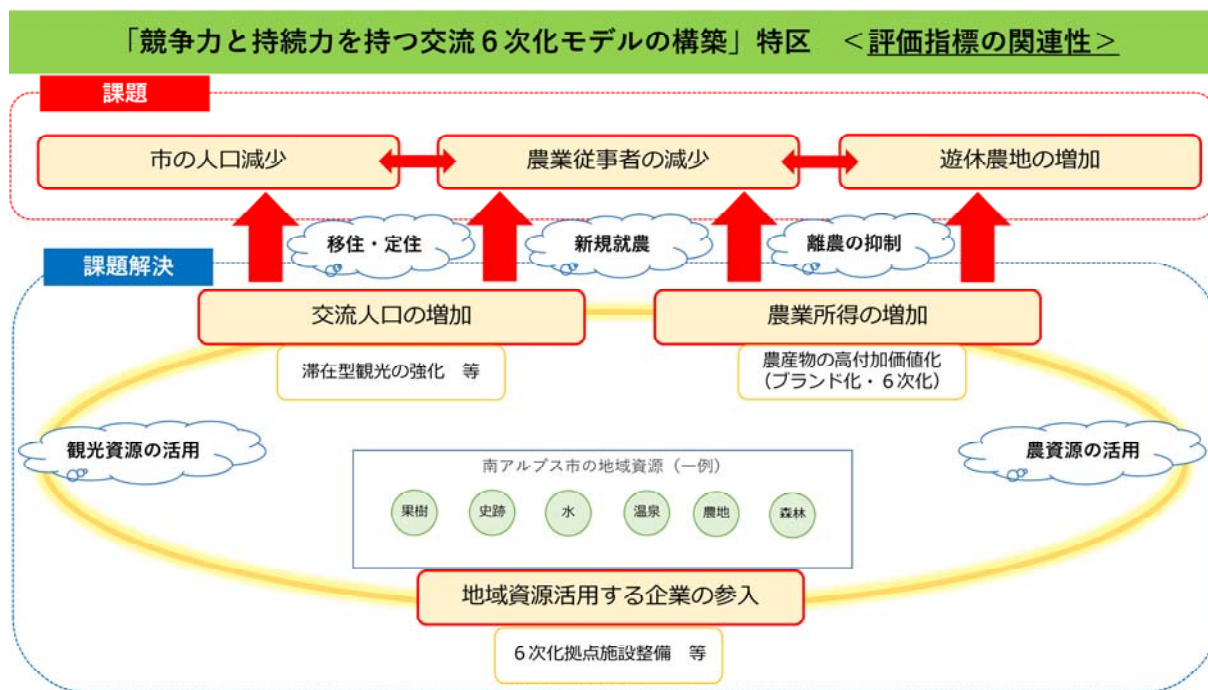 「競争力と持続力を持つ交流６次化モデルの構築」特区　＜評価指標の関連性＞
課題
市の人口減少
農業従事者の減少
遊休農地の増加
移住・定住
新規就農
離農の抑制
課題解決
交流人口の増加
農業所得の増加
滞在型観光の強化　等
農産物の高付加価値化
（ブランド化・６次化）
観光資源の活用
農資源の活用
南アルプス市の地域資源（一例）
果樹
史跡
水
温泉
農地
森林
地域資源活用する企業の参入
６次化拠点施設整備　等